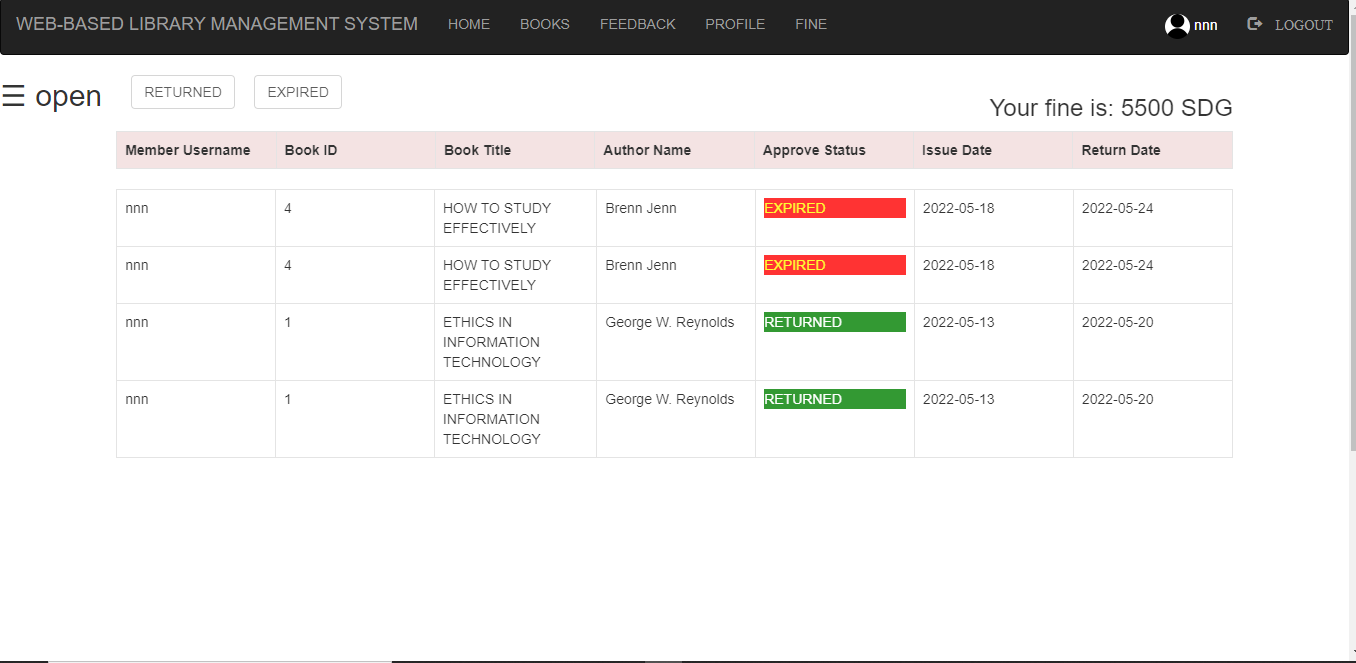 WEB-BASED LIBRARY MANAGEMENT SYSTEM HOME BOOKS FEEDBACK PROFILE FINE nnn LOGOUT
☰ open RETURNED EXPIRED
Your fine is: 5500 SDG
Member Username Book ID Book Title Author Name Approve Status Issue Date Return Date
nnn 4 HOW TO STUDY Brenn Jenn EXPIRED 2022-05-18 2022-05-24
EFFECTIVELY
nnn 4 HOW TO STUDY Brenn Jenn EXPIRED 2022-05-18 2022-05-24
EFFECTIVELY
nnn 1 ETHICS IN George W. Reynolds RETURNED 2022-05-13 2022-05-20
INFORMATION
TECHNOLOGY
nnn 1 ETHICS IN George W. Reynolds RETURNED 2022-05-13 2022-05-20
INFORMATION
TECHNOLOGY